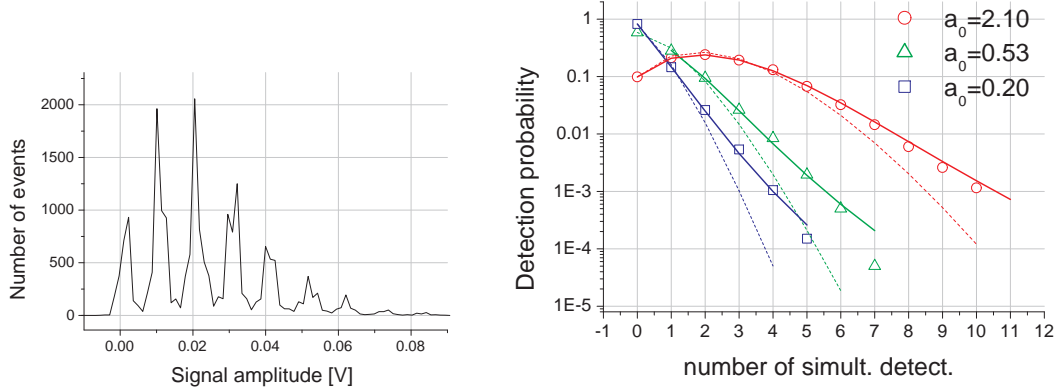 2000
1500
1000
500
0
Number of events
0.00 0.02 0.04 0.06 0.08
Signal amplitude [V]
1
0.1
0.01
1E-3
1E-4
1E-5
Detection probability
a0=2.10
a0=0.53
a0=0.20
-1 0 1 2 3 4 5 6 7 8 9 10 11 12
number of simult. detect.